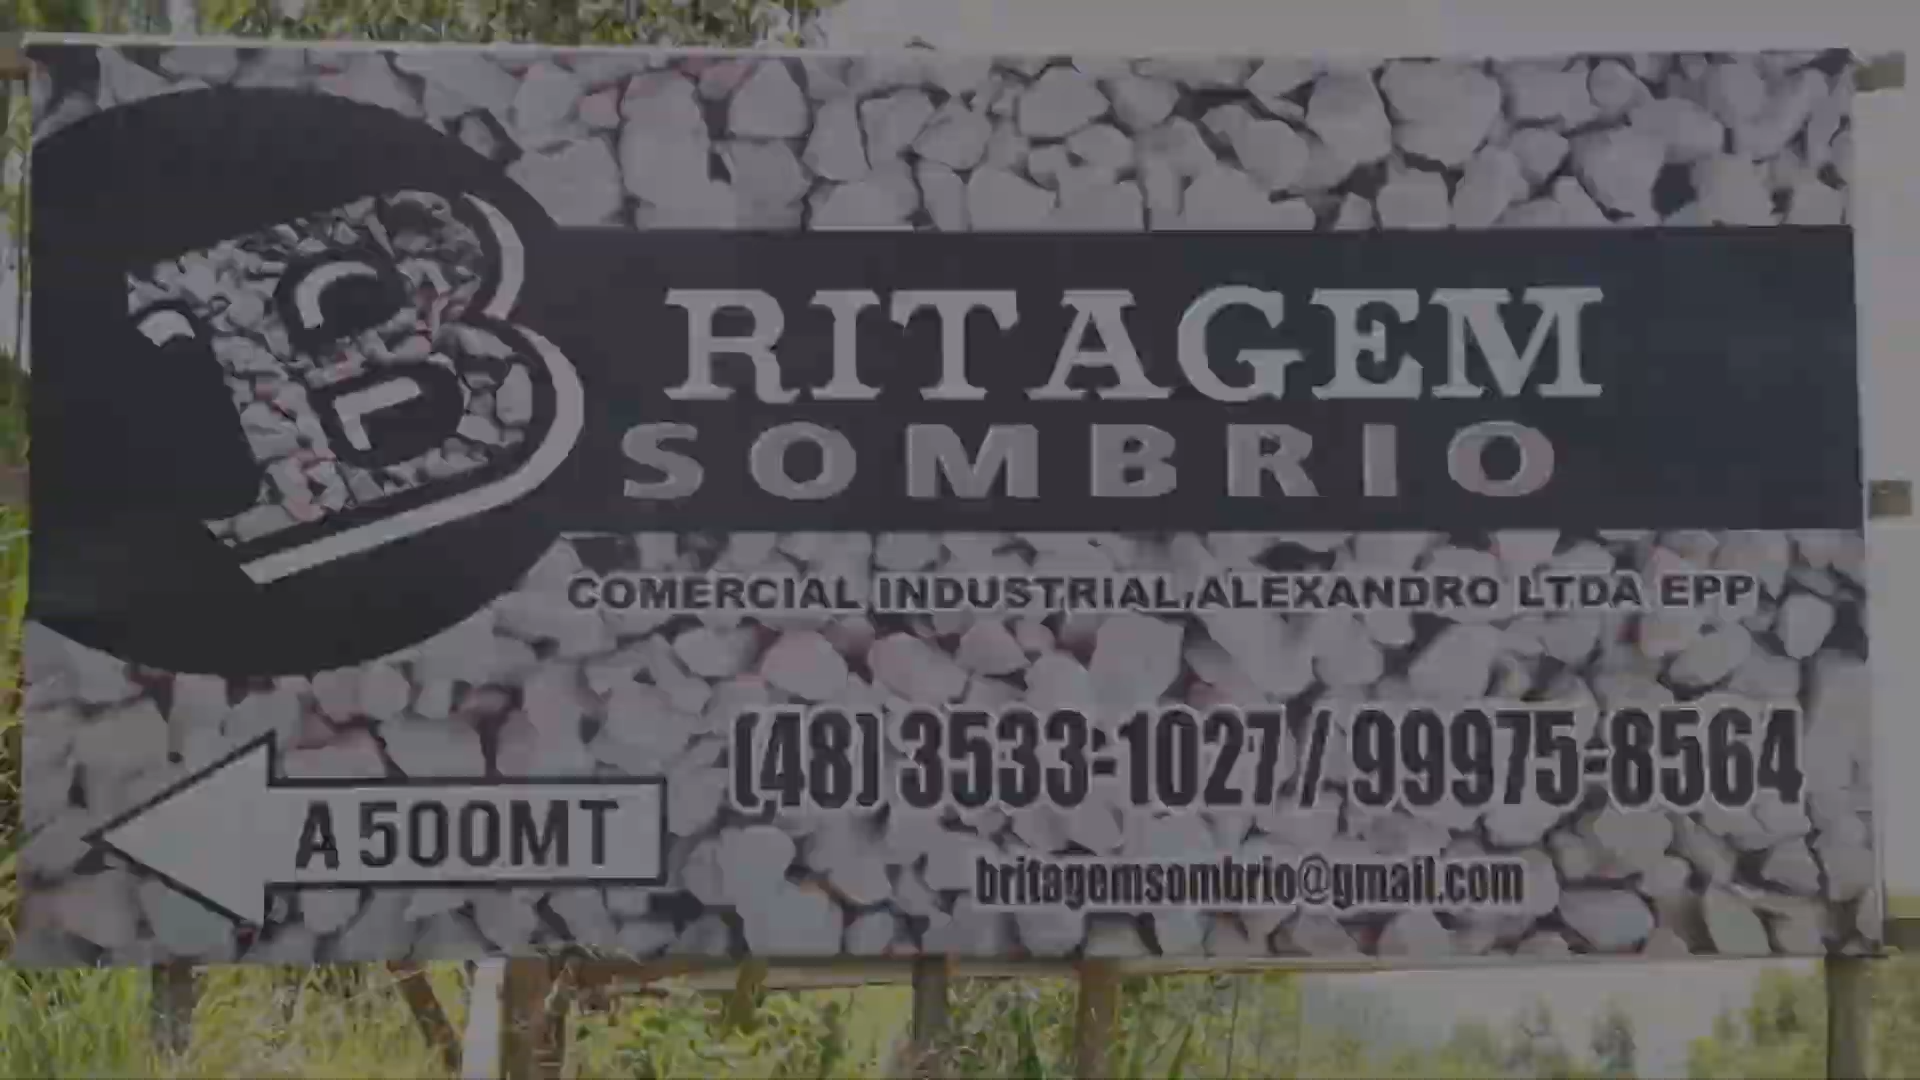 BRITAGEM
SOMBRIO
COMERCIAL INDUSTRIAL ALEXANDRO LTDA EPP
(48) 3533-1027 / 99975-8564
A 500MT
britagemsombrio@gmail.com